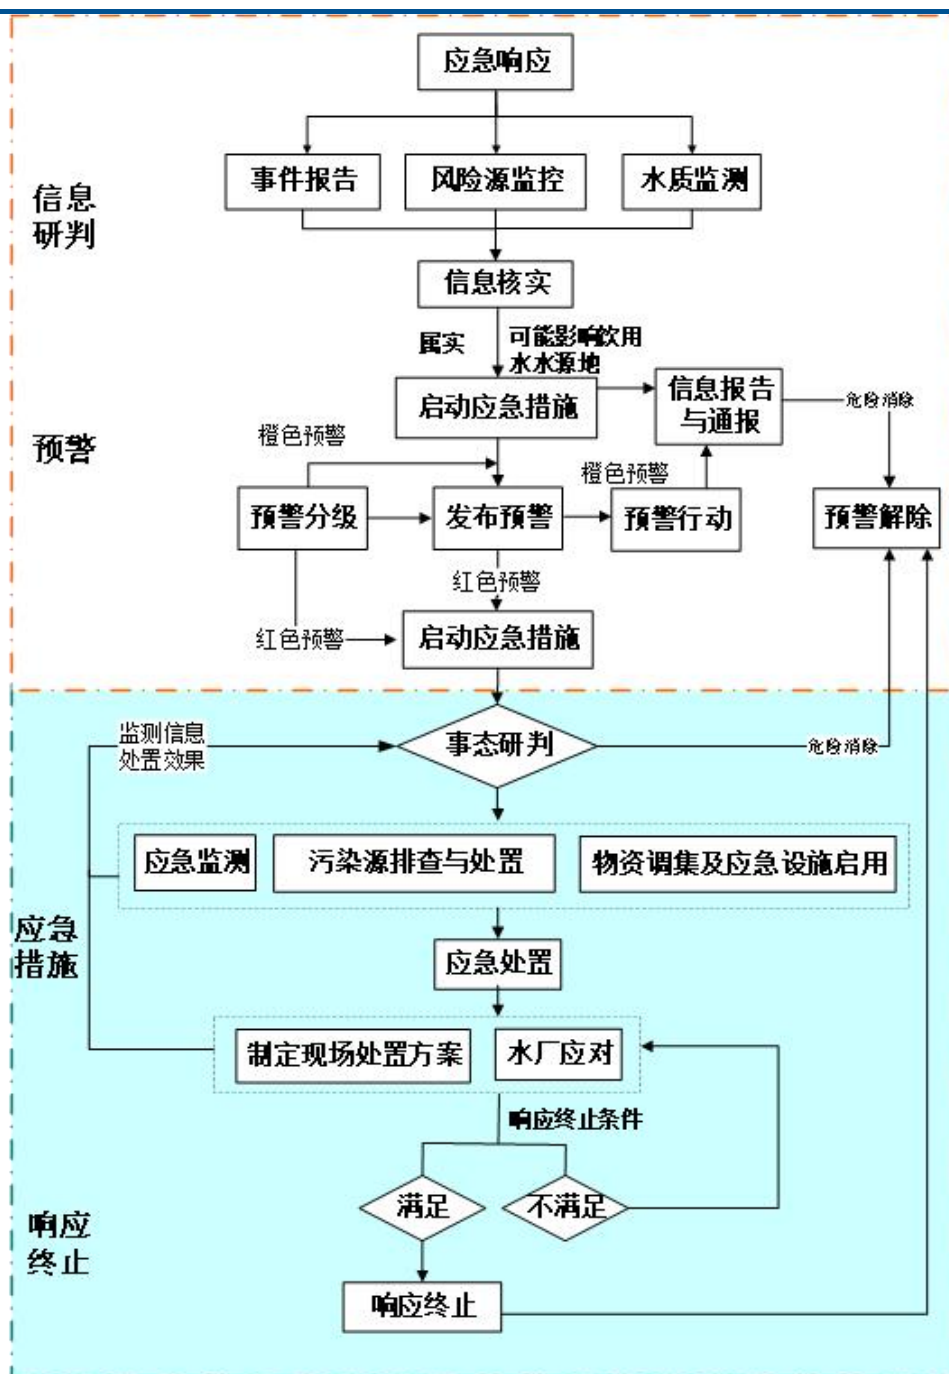 应急响应
事件报告
风险源监控
水质监测
信息
研判
信息核实
属实
可能影响饮用
水水源地
启动应急措施
信息报告
与通报
危险消除
橙色预警
预警
橙色预警
预警分级
发布预警
预警行动
预警解除
红色预警
红色预警
启动应急措施
监测信息
处置效果
事态研判
危险消除
应急监测
污染源排查与处置
物资调集及应急设施启用
应急
措施
应急处置
制定现场处置方案
水厂应对
响应终止条件
满足
不满足
响应
终止
响应终止